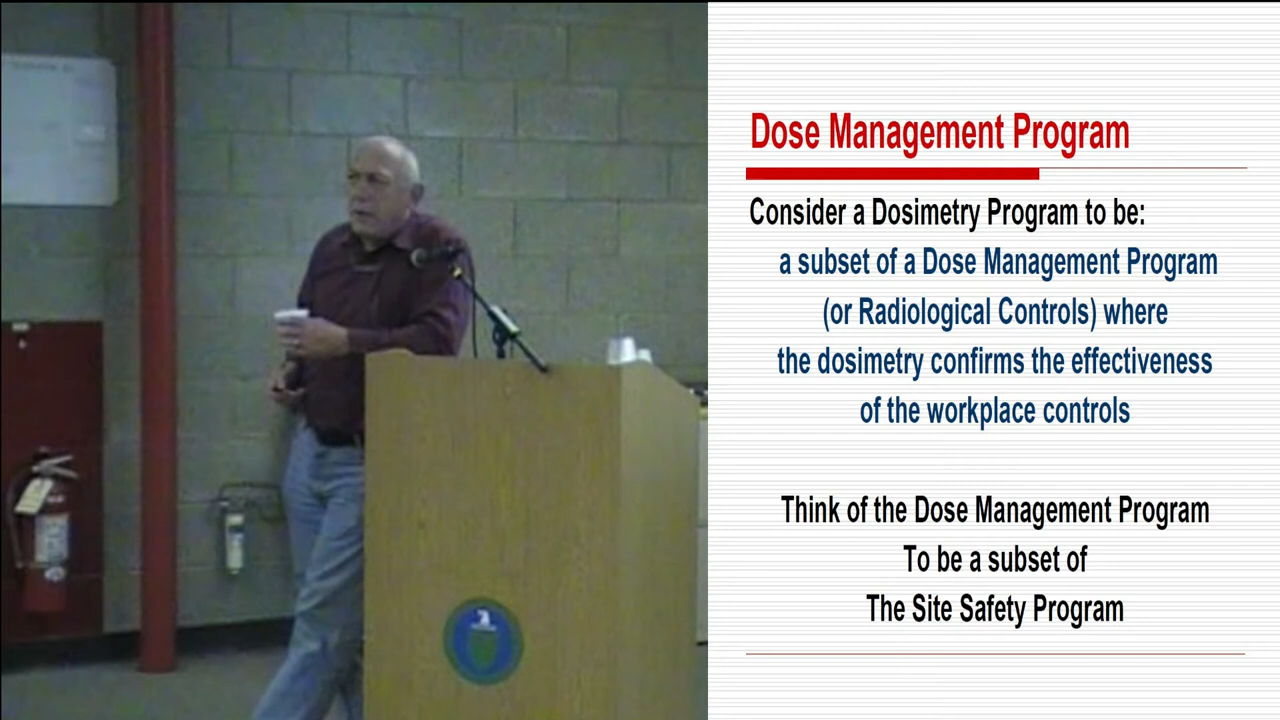 Dose Management Program
Consider a Dosimetry Program to be:
a subset of a Dose Management Program
(or Radiological Controls) where
the dosimetry confirms the effectiveness
of the workplace controls
Think of the Dose Management Program
To be a subset of
The Site Safety Program